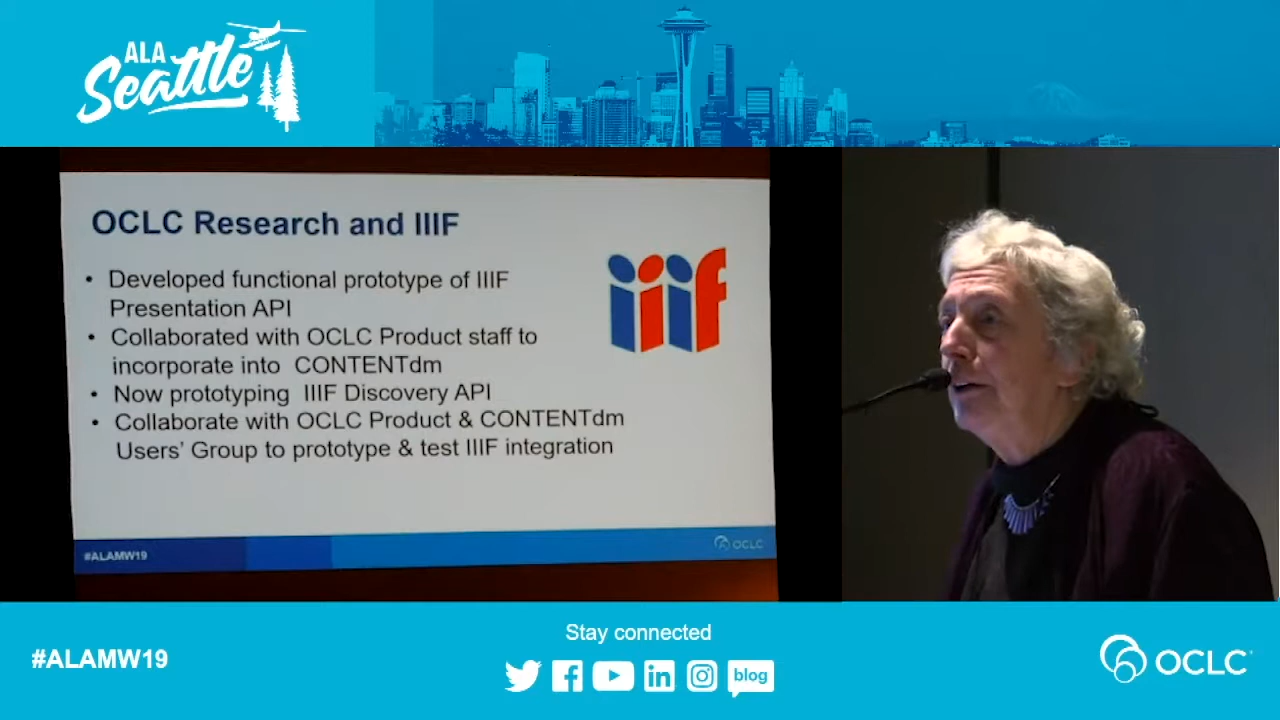 ALA
Seattle
OCLC Research and IIIF
• Developed functional prototype of IIIF
Presentation API
• Collaborated with OCLC Product staff to
incorporate into CONTENTdm
• Now prototyping IIIF Discovery API
• Collaborate with OCLC Product & CONTENTdm
Users' Group to prototype & test IIIF integration
iiif
#ALAMW19
OCLC
Stay connected
#ALAMW19
blog
OCLC